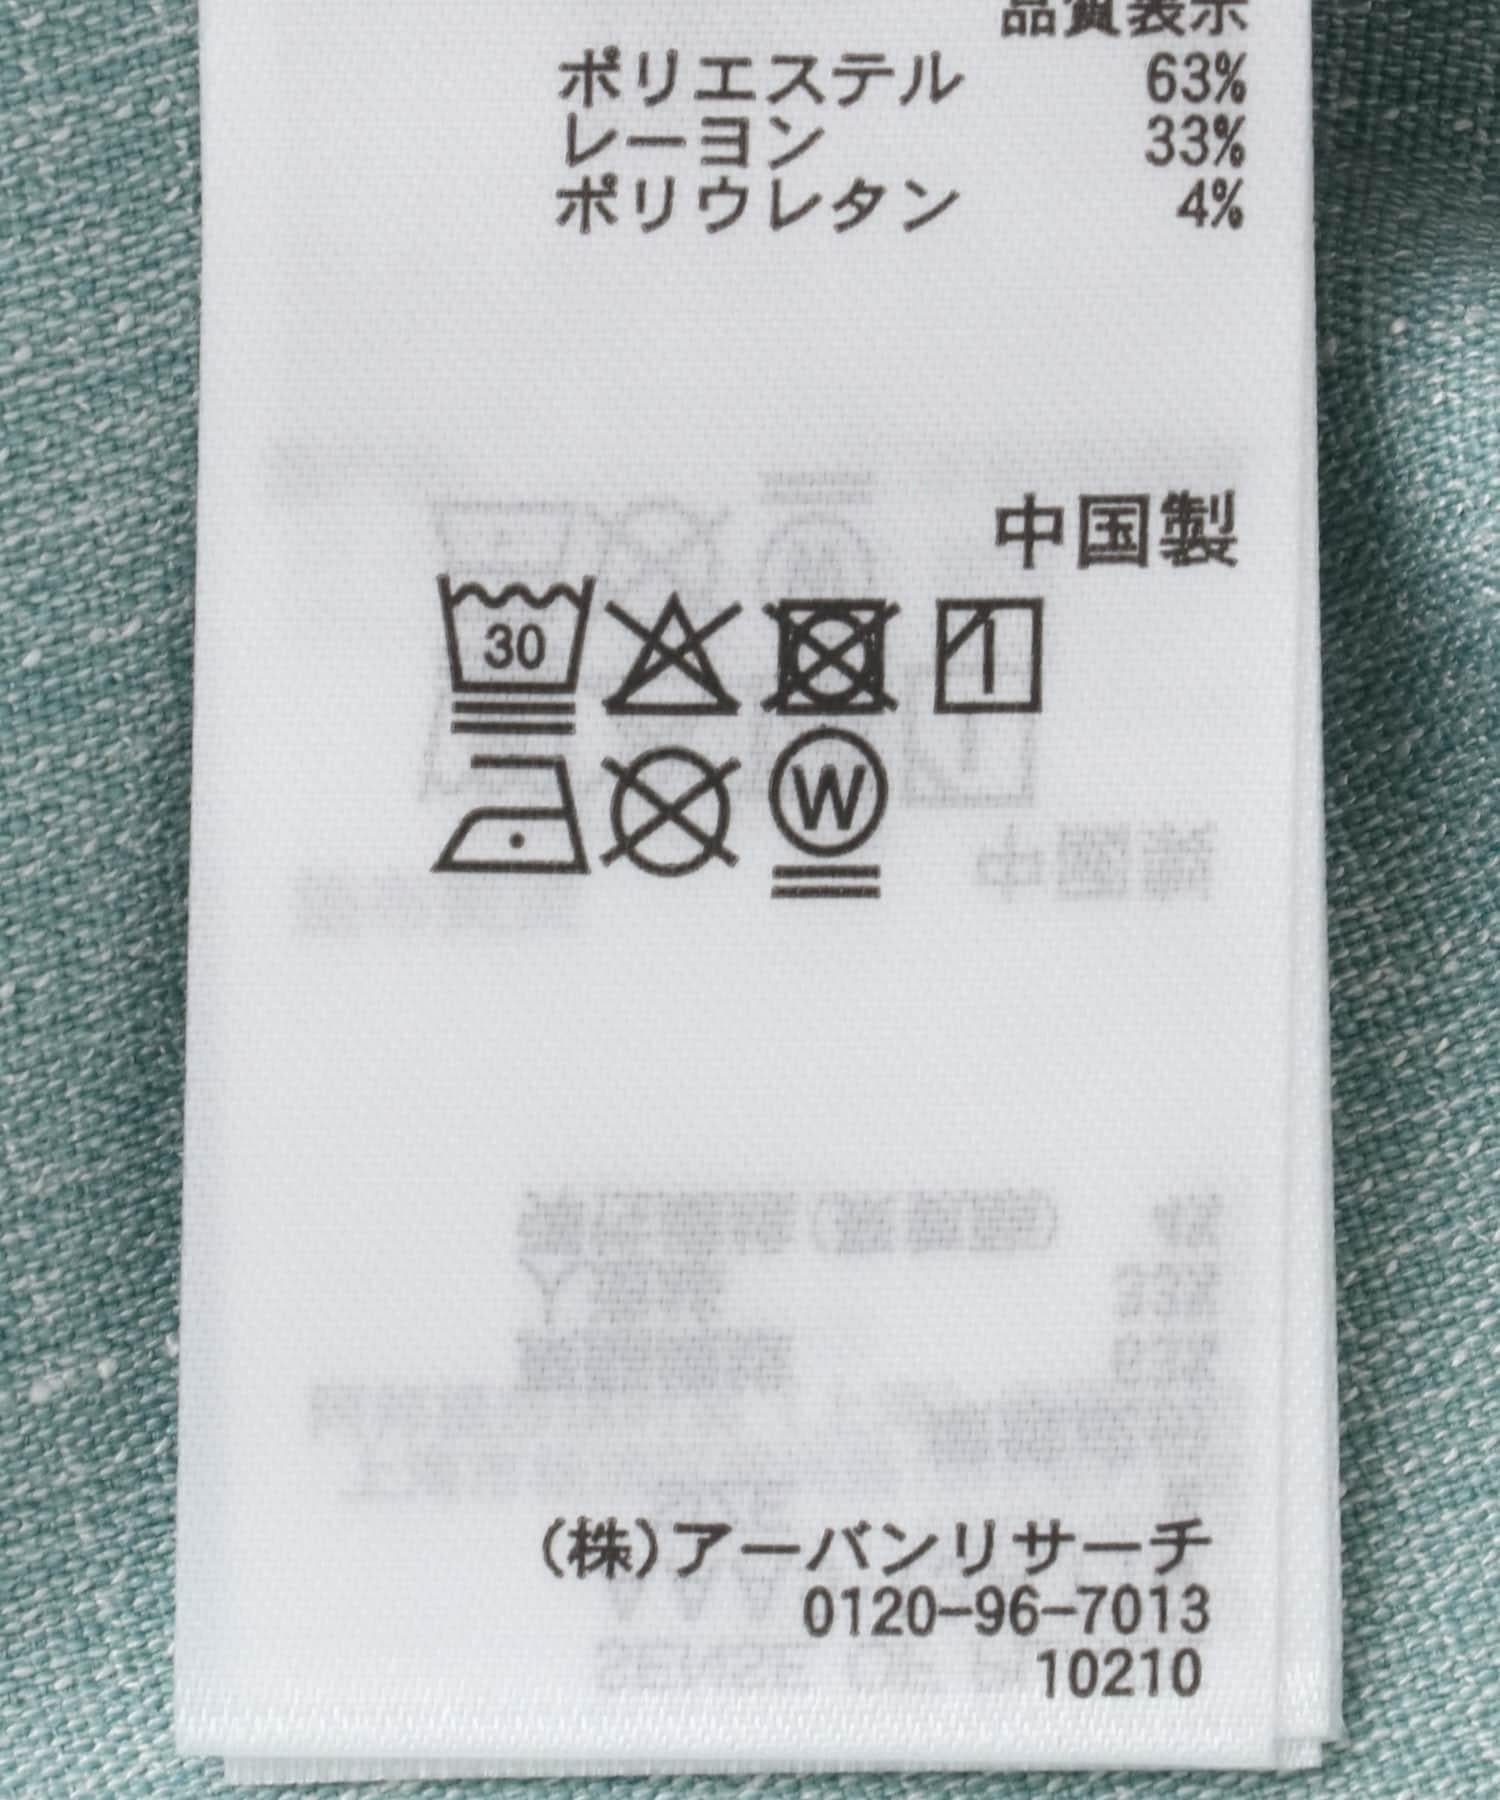 品質表示
ポリエステル 63%
レーヨン 33%
ポリウレタン 4%
中国製
30
W
(株)アーバンリサーチ
0120-96-7013
10210